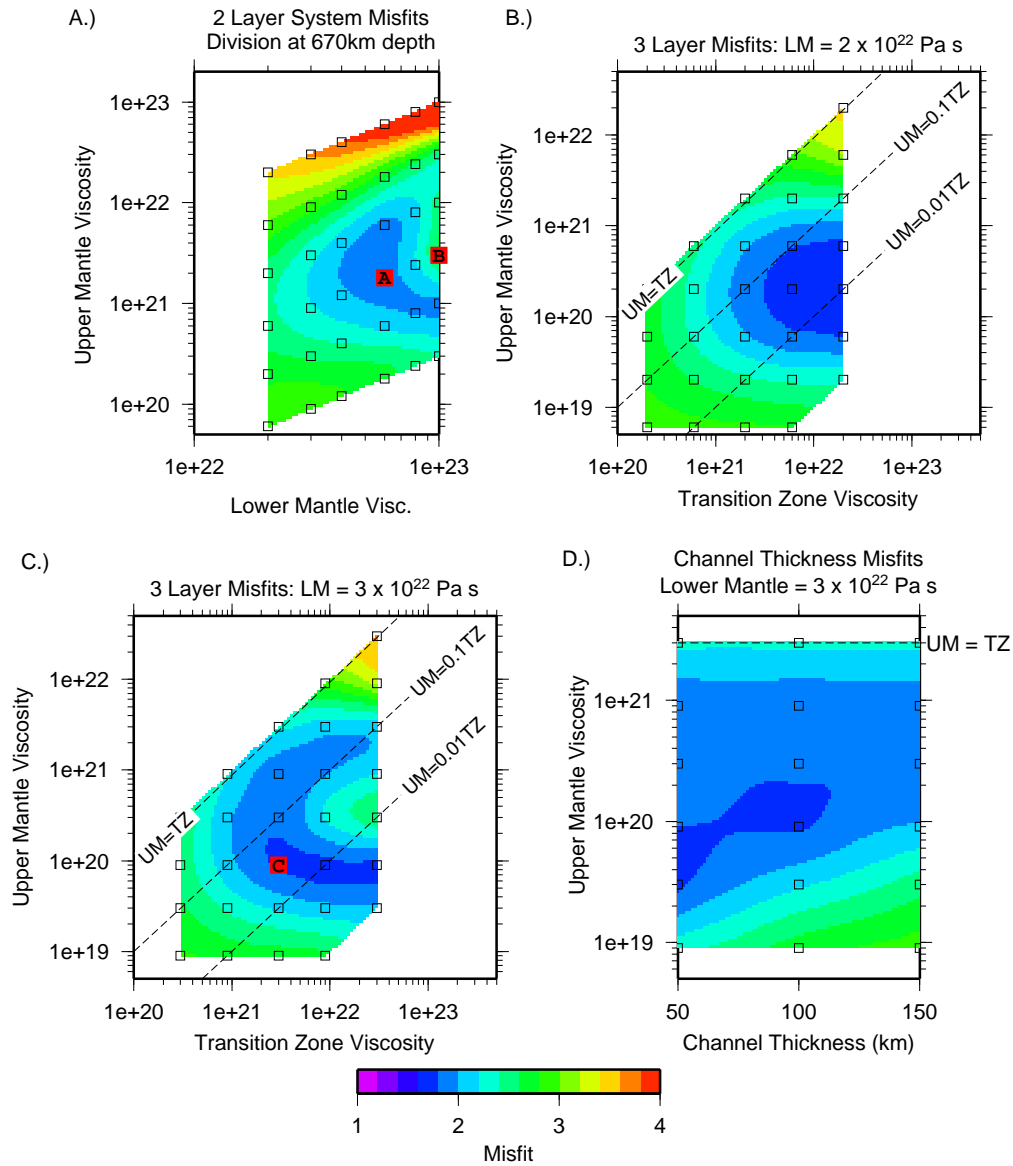 A.)
2 Layer System Misfits
Division at 670km depth
Upper Mantle Viscosity
1e+23
1e+22
1e+21
1e+20
A
B
1e+22
1e+23
Lower Mantle Visc.
B.)
3 Layer Misfits: LM = 2 x 10²² Pa s
Upper Mantle Viscosity
1e+22
1e+21
1e+20
1e+19
UM=TZ
UM=0.1TZ
UM=0.01TZ
1e+20
1e+21
1e+22
1e+23
Transition Zone Viscosity
C.)
3 Layer Misfits: LM = 3 x 10²² Pa s
Upper Mantle Viscosity
1e+22
1e+21
1e+20
1e+19
UM=TZ
UM=0.1TZ
UM=0.01TZ
C
1e+20
1e+21
1e+22
1e+23
Transition Zone Viscosity
D.)
Channel Thickness Misfits
Lower Mantle = 3 x 10²² Pa s
Upper Mantle Viscosity
1e+21
1e+20
1e+19
UM = TZ
50
100
150
Channel Thickness (km)
1
2
3
4
Misfit